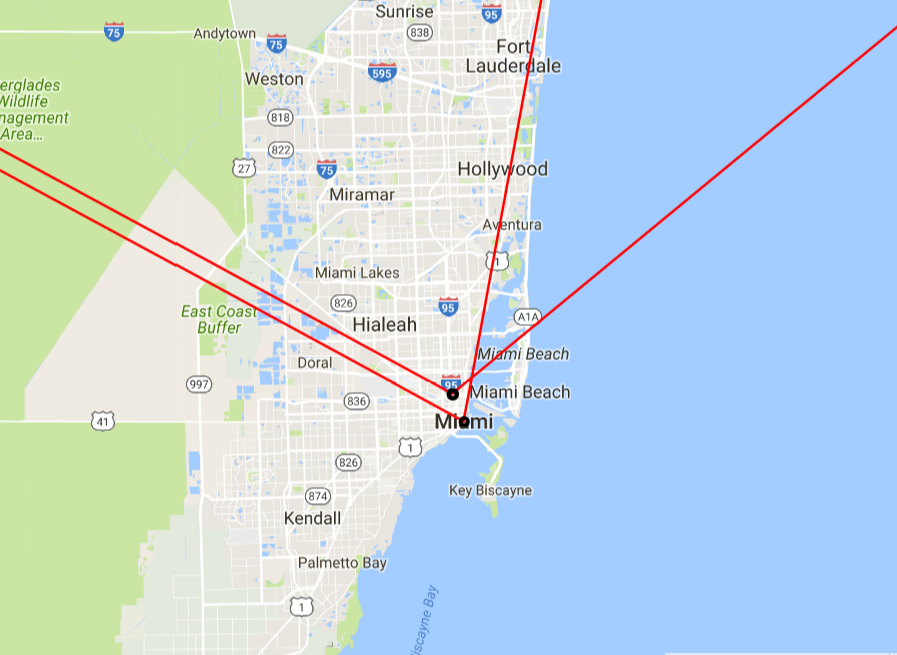 Sunrise
95
75
838
Andytown
75
Fort
Lauderdale
595
Weston
erglades
Wildlife
nagement
Area...
818
822
27
75
Hollywood
Miramar
Aventura
1
Miami Lakes
826
95
East Coast
Buffer
A1A
Hialeah
Miami Beach
Doral
95
997
Miami Beach
836
41
Miami
1
826
Key Biscayne
874
Kendall
Palmetto Bay
1
iscayne Bay